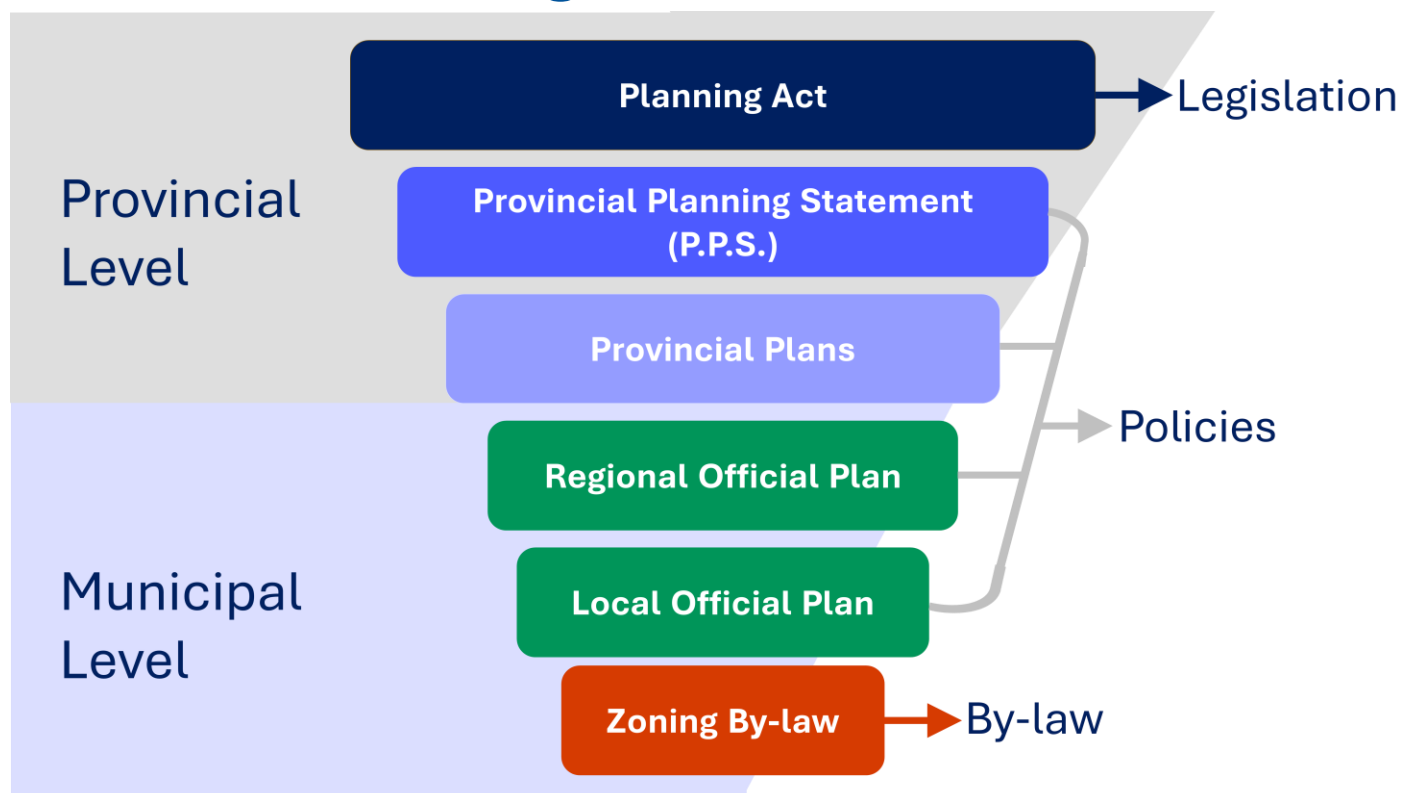 Planning Act
Legislation
Provincial
Level
Provincial Planning Statement
(P.P.S.)
Provincial Plans
Policies
Regional Official Plan
Municipal
Level
Local Official Plan
Zoning By-law
By-law